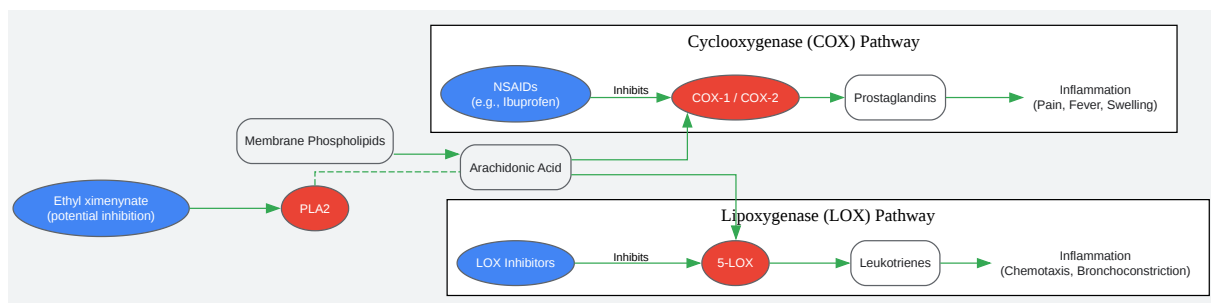 Cyclooxygenase (COX) Pathway
NSAIDs
(e.g., Ibuprofen)
Inhibits
COX-1 / COX-2
Prostaglandins
Inflammation
(Pain, Fever, Swelling)
Membrane Phospholipids
Arachidonic Acid
Ethyl ximenynate
(potential inhibition)
PLA2
Lipoxygenase (LOX) Pathway
LOX Inhibitors
Inhibits
5-LOX
Leukotrienes
Inflammation
(Chemotaxis, Bronchoconstriction)